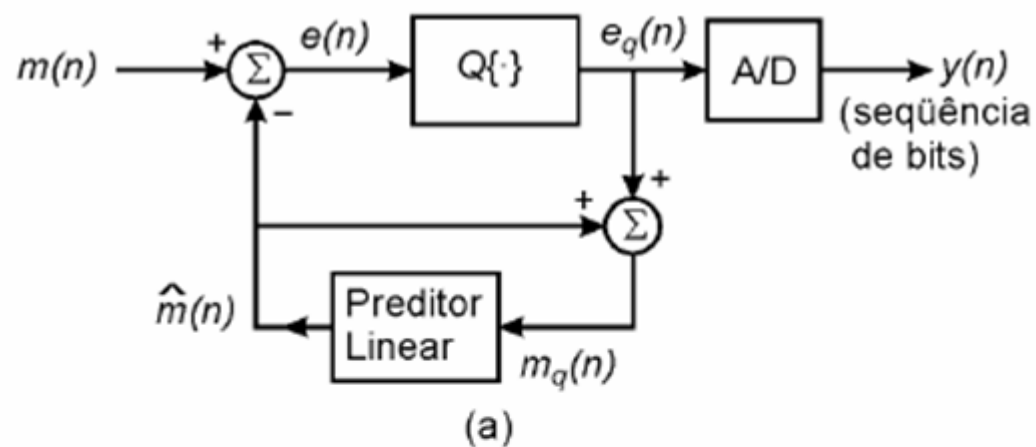 m(n)
+
Σ
−
e(n)
Q{·}
e_q(n)
A/D
y(n)
(seqüência
de bits)
+
+
Σ
m̂(n)
Preditor
Linear
m_q(n)
(a)